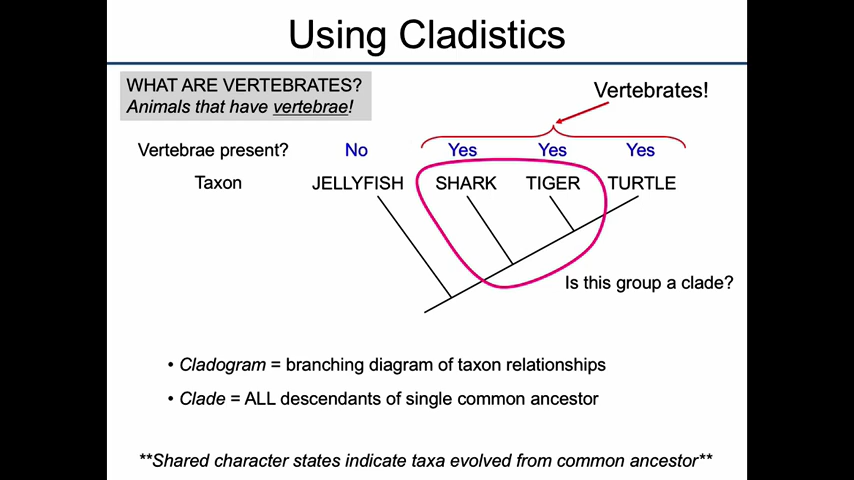 Using Cladistics
WHAT ARE VERTEBRATES?
Animals that have vertebrae!
Vertebrates!
Vertebrae present? No Yes Yes Yes
Taxon JELLYFISH SHARK TIGER TURTLE
Is this group a clade?
• Cladogram = branching diagram of taxon relationships
• Clade = ALL descendants of single common ancestor
**Shared character states indicate taxa evolved from common ancestor**